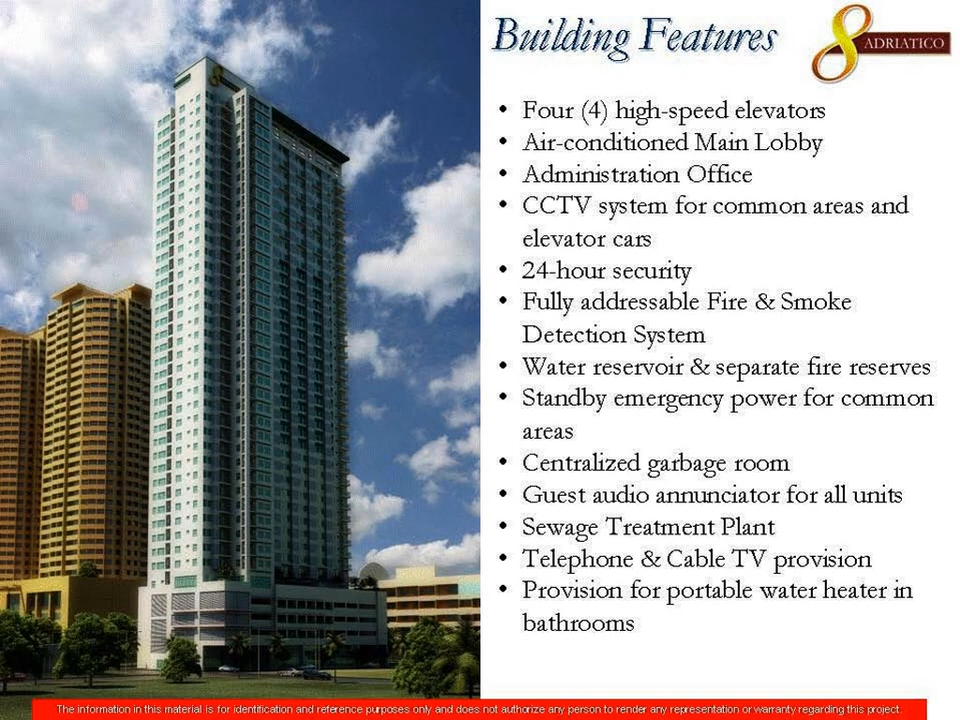 Building Features
8 ADRIATICO
• Four (4) high-speed elevators
• Air-conditioned Main Lobby
• Administration Office
• CCTV system for common areas and
elevator cars
• 24-hour security
• Fully addressable Fire & Smoke
Detection System
• Water reservoir & separate fire reserves
• Standby emergency power for common
areas
• Centralized garbage room
• Guest audio annunciator for all units
• Sewage Treatment Plant
• Telephone & Cable TV provision
• Provision for portable water heater in
bathrooms
The information in this material is for identification and reference purposes only and does not authorize any person to render any representation or warranty regarding this project.